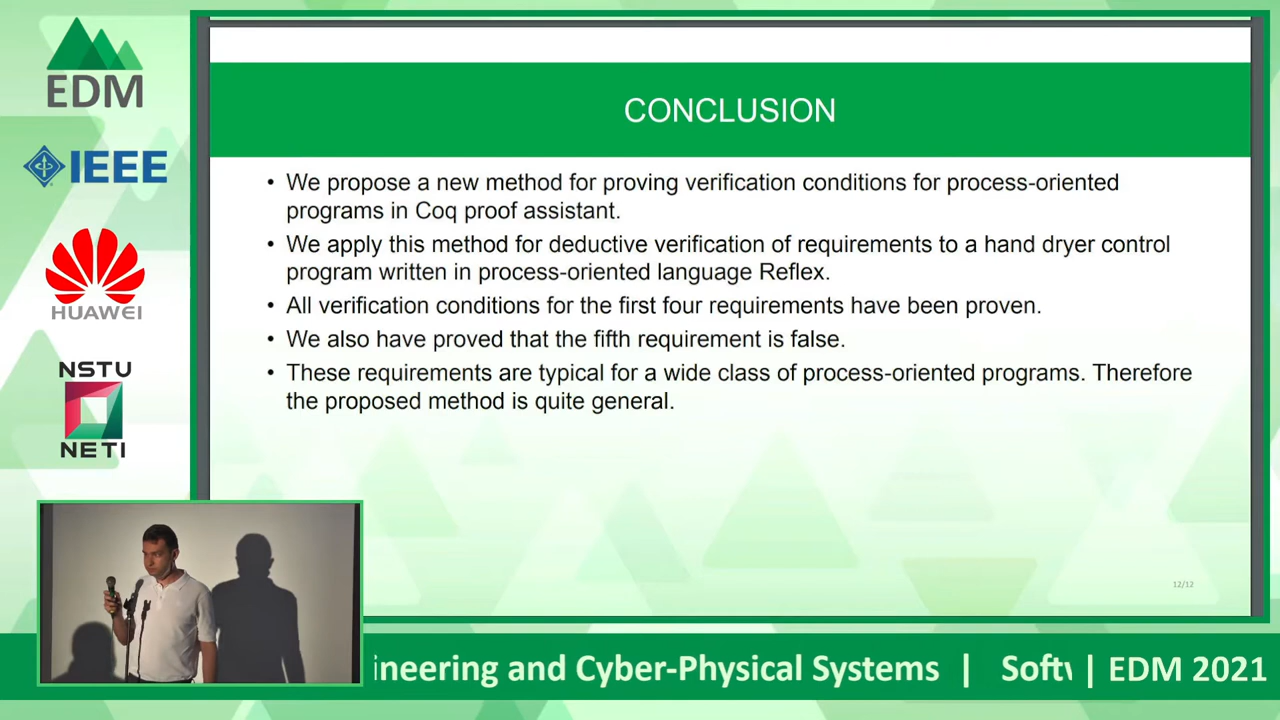 EDM
IEEE
HUAWEI
NSTU
NETI
CONCLUSION
• We propose a new method for proving verification conditions for process-oriented
programs in Coq proof assistant.
• We apply this method for deductive verification of requirements to a hand dryer control
program written in process-oriented language Reflex.
• All verification conditions for the first four requirements have been proven.
• We also have proved that the fifth requirement is false.
• These requirements are typical for a wide class of process-oriented programs. Therefore
the proposed method is quite general.
12/12
ineering and Cyber-Physical Systems | Softw | EDM 2021